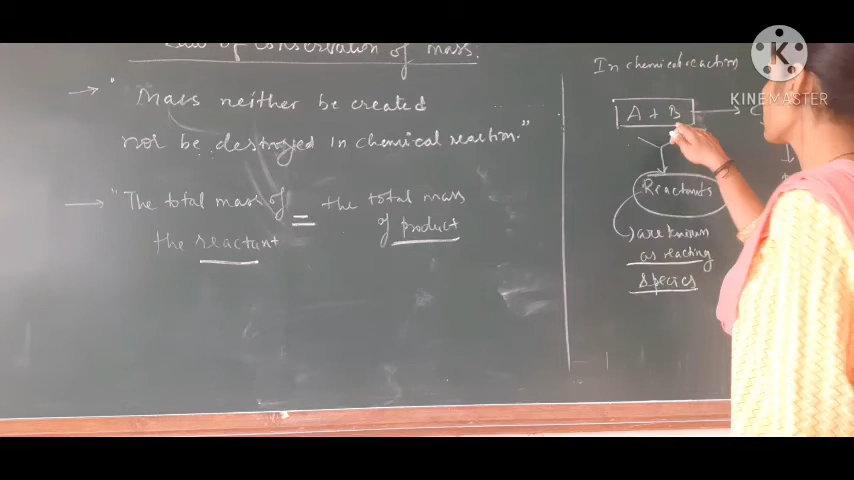 Law of Conservation of Mass.
"Mass neither be created
nor be destroyed in chemical reaction."
"The total mass of
the reactant
=
the total mass
of product
In chemical reaction
A + B
Reactants
are known
as reacting
species
K
KINEMASTER